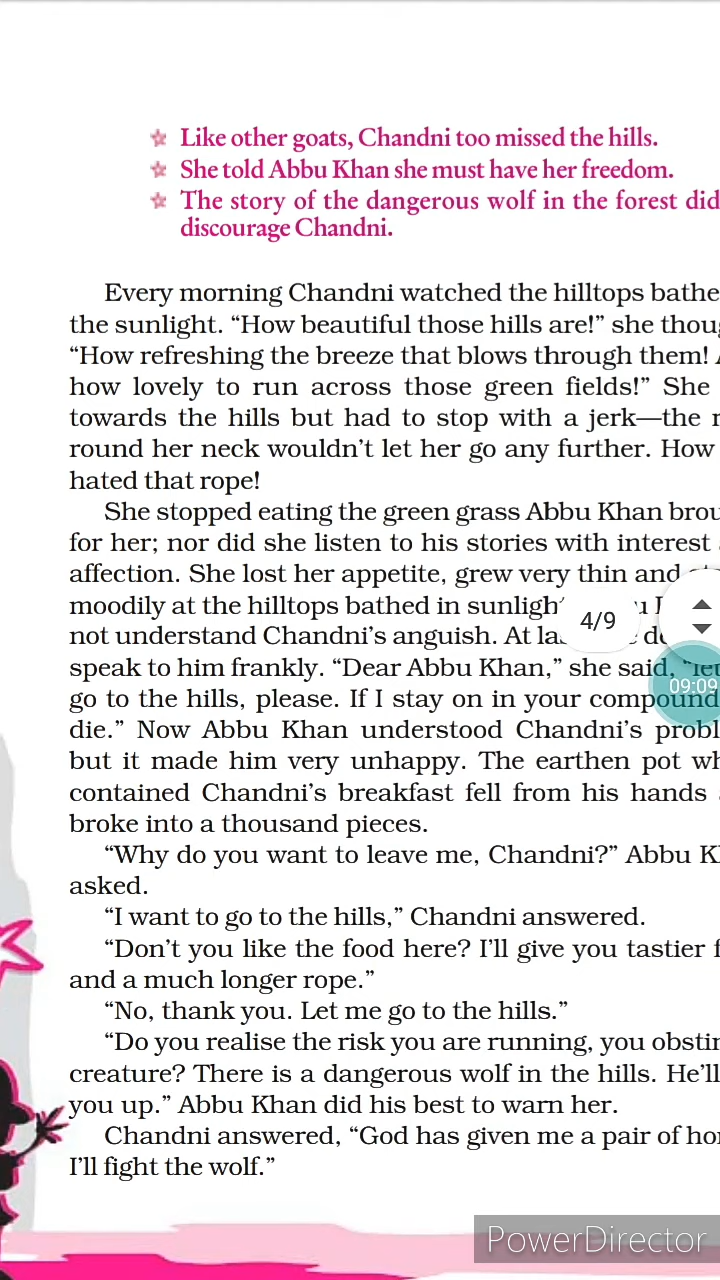 Like other goats, Chandni too missed the hills.
She told Abbu Khan she must have her freedom.
The story of the dangerous wolf in the forest did
discourage Chandni.
Every morning Chandni watched the hilltops bathe
the sunlight. “How beautiful those hills are!” she thoug
“How refreshing the breeze that blows through them!
how lovely to run across those green fields!” She
towards the hills but had to stop with a jerk—the
round her neck wouldn’t let her go any further. How
hated that rope!
She stopped eating the green grass Abbu Khan brou
for her; nor did she listen to his stories with interest
affection. She lost her appetite, grew very thin and
moodily at the hilltops bathed in sunligh
4/9
not understand Chandni’s anguish. At la
speak to him frankly. “Dear Abbu Khan,” she said, “let
09:09
go to the hills, please. If I stay on in your compound
die.” Now Abbu Khan understood Chandni’s probl
but it made him very unhappy. The earthen pot wh
contained Chandni’s breakfast fell from his hands
broke into a thousand pieces.
“Why do you want to leave me, Chandni?” Abbu Kh
asked.
“I want to go to the hills,” Chandni answered.
“Don’t you like the food here? I’ll give you tastier f
and a much longer rope.”
“No, thank you. Let me go to the hills.”
“Do you realise the risk you are running, you obstin
creature? There is a dangerous wolf in the hills. He’ll
you up.” Abbu Khan did his best to warn her.
Chandni answered, “God has given me a pair of hor
I’ll fight the wolf.”
PowerDirector